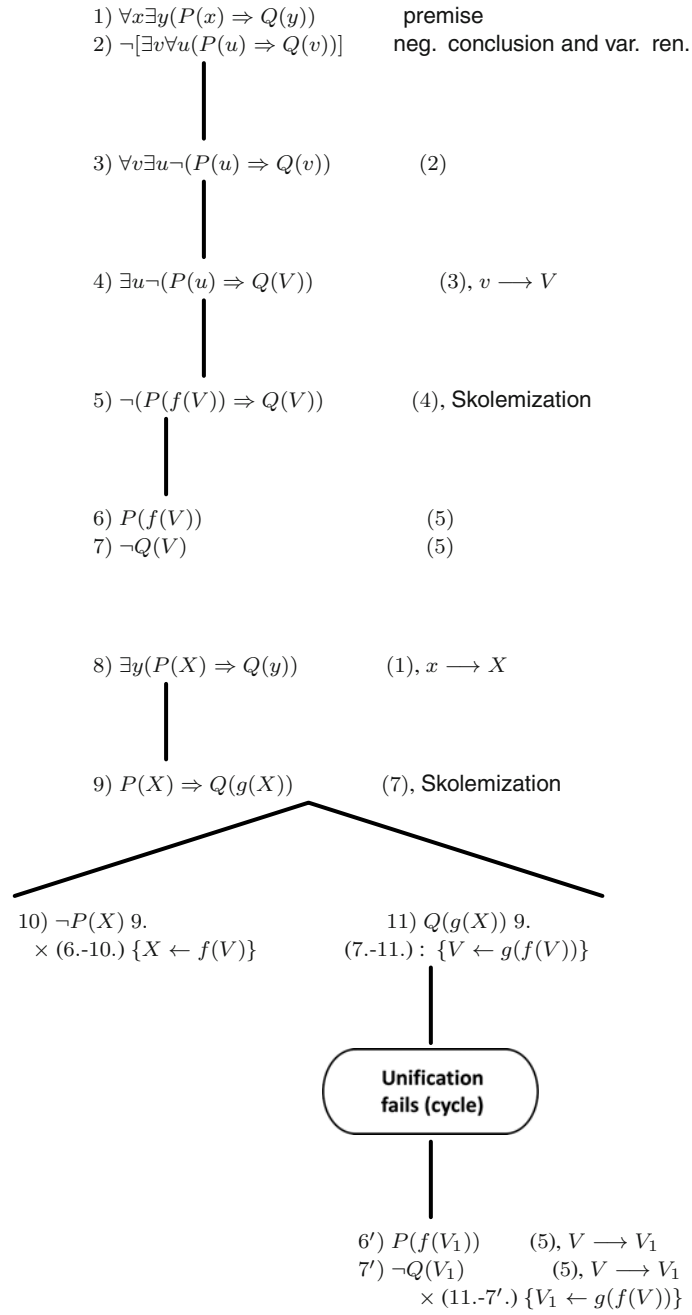 1) ∀x∃y(P(x) ⇒ Q(y)) premise
2) ¬[∃v∀u(P(u) ⇒ Q(v))] neg. conclusion and var. ren.
3) ∀v∃u¬(P(u) ⇒ Q(v)) (2)
4) ∃u¬(P(u) ⇒ Q(V)) (3), v ⟶ V
5) ¬(P(f(V)) ⇒ Q(V)) (4), Skolemization
6) P(f(V)) (5)
7) ¬Q(V) (5)
8) ∃y(P(X) ⇒ Q(y)) (1), x ⟶ X
9) P(X) ⇒ Q(g(X)) (7), Skolemization
10) ¬P(X) 9.
× (6.-10.) {X ← f(V)}
11) Q(g(X)) 9.
(7.-11.) : {V ← g(f(V))}
Unification
fails (cycle)
6′) P(f(V₁)) (5), V ⟶ V₁
7′) ¬Q(V₁) (5), V ⟶ V₁
× (11.-7′.) {V₁ ← g(f(V))}